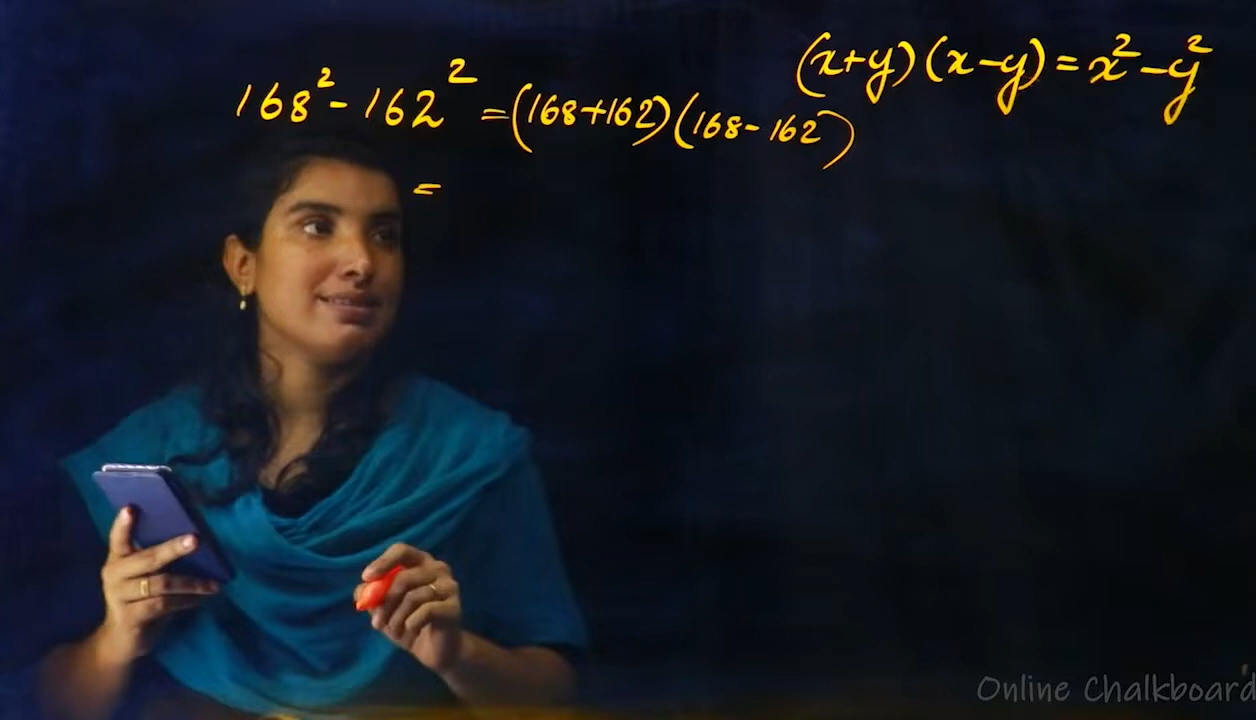 (x+y)(x-y)=x²-y²
168²-162²=(168+162)(168-162)
=
Online Chalkboard